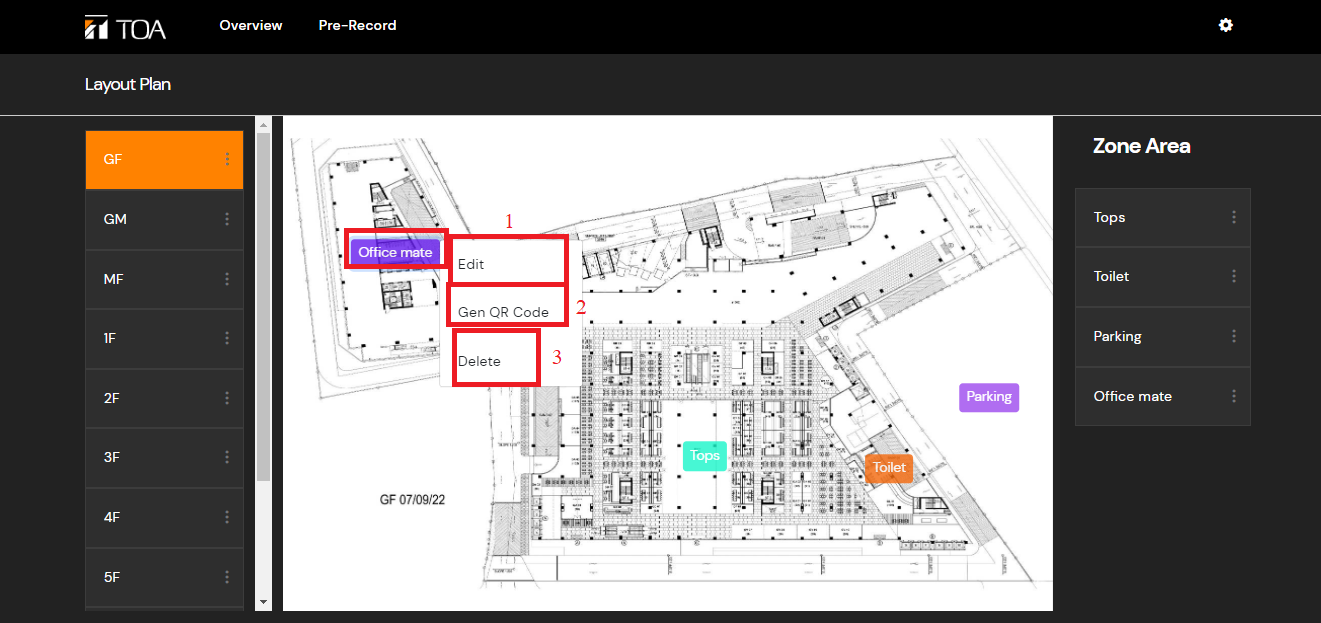 TOA
Overview
Pre-Record
Layout Plan
GF
GM
MF
1F
2F
3F
4F
5F
1
Office mate
Edit
Gen QR Code
2
Delete
3
Parking
Tops
Toilet
GF 07/09/22
Zone Area
Tops
Toilet
Parking
Office mate